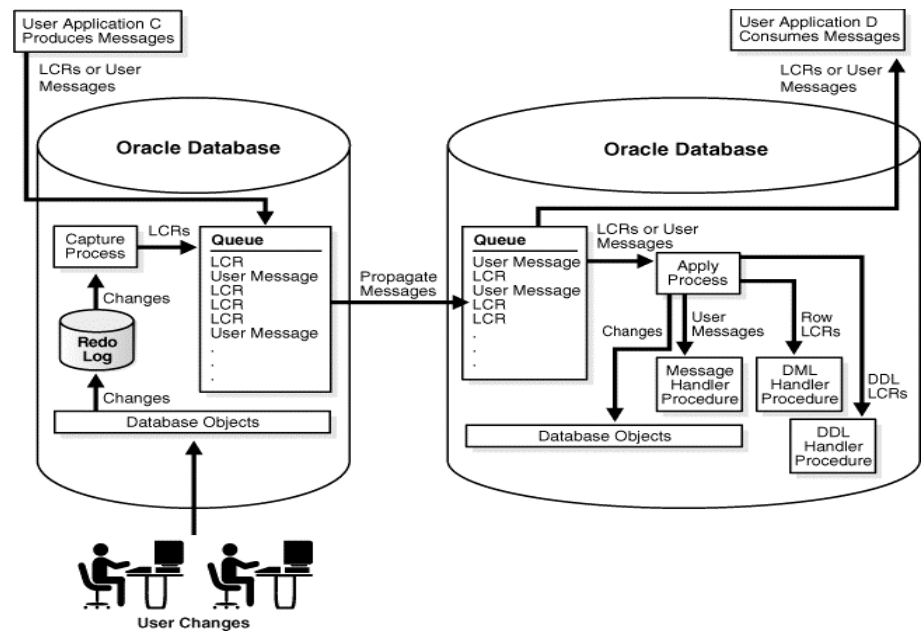 User Application C
Produces Messages
User Application D
Consumes Messages
LCRs or User
Messages
LCRs or User
Messages
Oracle Database
Oracle Database
Capture
Process
LCRs
Queue
LCR
User Message
LCR
LCR
LCR
User Message
.
.
.
Changes
Redo
Log
Changes
Database Objects
Propagate
Messages
Queue
User Message
LCR
User Message
LCR
LCR
.
.
.
LCRs or User
Messages
Apply
Process
Changes
User
Messages
Row
LCRs
DDL
LCRs
Message
Handler
Procedure
DML
Handler
Procedure
DDL
Handler
Procedure
Database Objects
User Changes